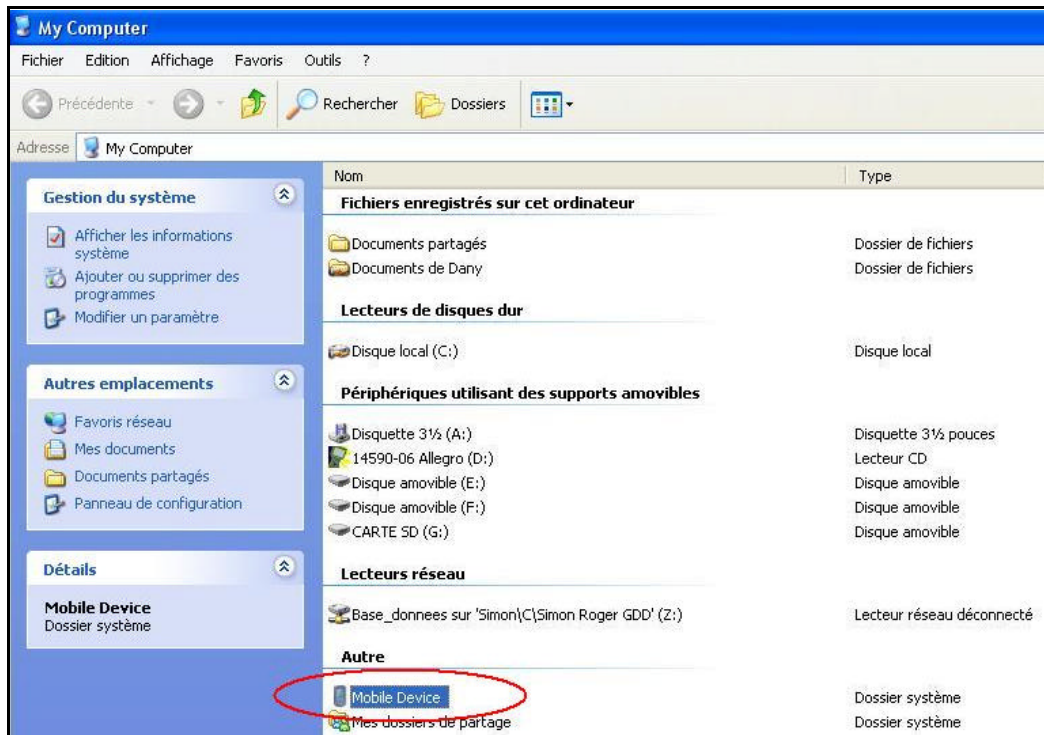 My Computer
Fichier Edition Affichage Favoris Outils ?
Précédente Rechercher Dossiers
Adresse My Computer
Nom Type
Gestion du système
Afficher les informations
système
Ajouter ou supprimer des
programmes
Modifier un paramètre
Autres emplacements
Favoris réseau
Mes documents
Documents partagés
Panneau de configuration
Détails
Mobile Device
Dossier système
Fichiers enregistrés sur cet ordinateur
Documents partagés Dossier de fichiers
Documents de Dany Dossier de fichiers
Lecteurs de disques dur
Disque local (C:) Disque local
Périphériques utilisant des supports amovibles
Disquette 3½ (A:) Disquette 3½ pouces
14590-06 Allegro (D:) Lecteur CD
Disque amovible (E:) Disque amovible
Disque amovible (F:) Disque amovible
CARTE SD (G:) Disque amovible
Lecteurs réseau
Base_donnees sur 'Simon\C\Simon Roger GDD' (Z:) Lecteur réseau déconnecté
Autre
Mobile Device Dossier système
Mes dossiers de partage Dossier système